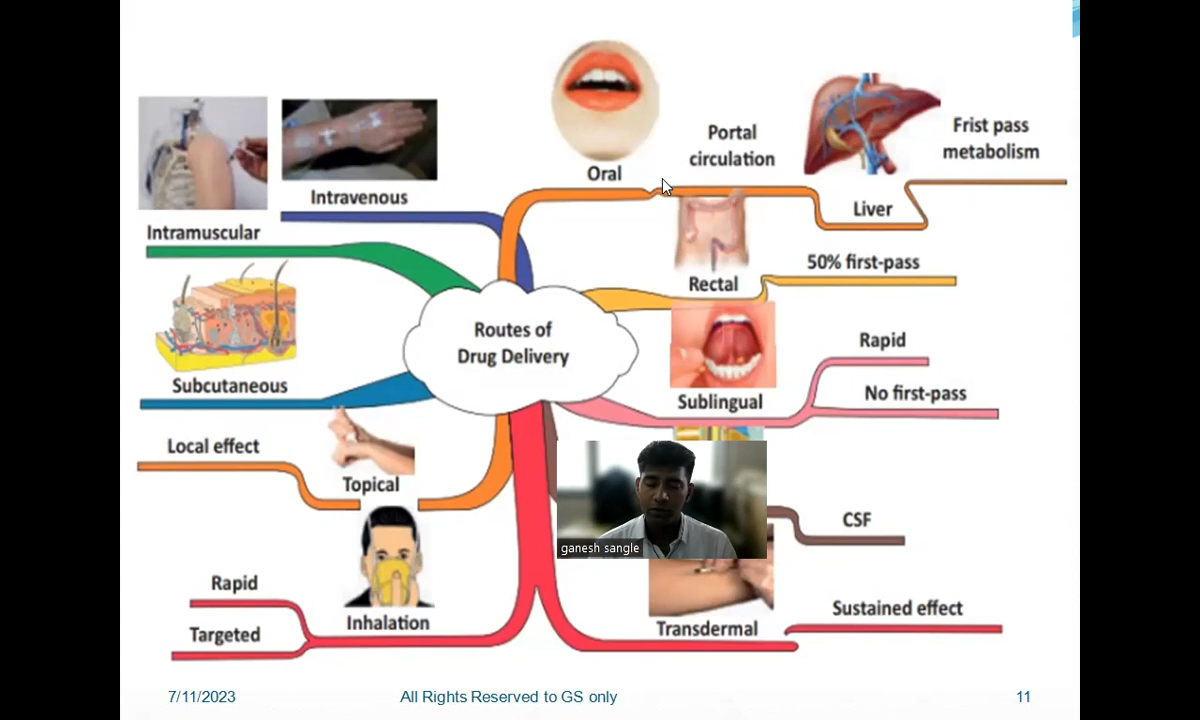 Oral
Portal
circulation
Frist pass
metabolism
Liver
Intravenous
Intramuscular
Rectal
50% first-pass
Routes of
Drug Delivery
Rapid
Subcutaneous
Sublingual
No first-pass
Local effect
Topical
CSF
ganesh sangle
Rapid
Inhalation
Targeted
Transdermal
Sustained effect
7/11/2023
All Rights Reserved to GS only
11